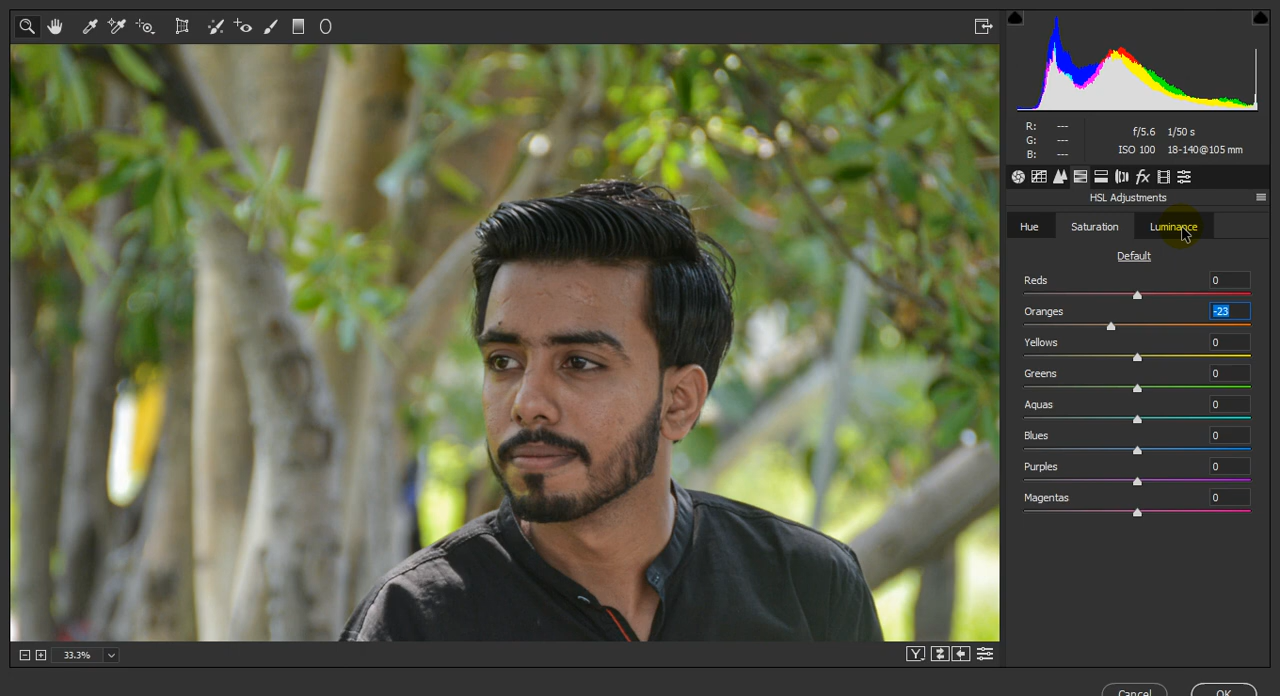 R: ---
G: ---
B: ---
f/5.6 1/50 s
ISO 100 18-140@105 mm
fx
HSL Adjustments
Hue Saturation Luminance
Default
Reds 0
Oranges -23
Yellows 0
Greens 0
Aquas 0
Blues 0
Purples 0
Magentas 0
33.3%
Y
Cancel OK